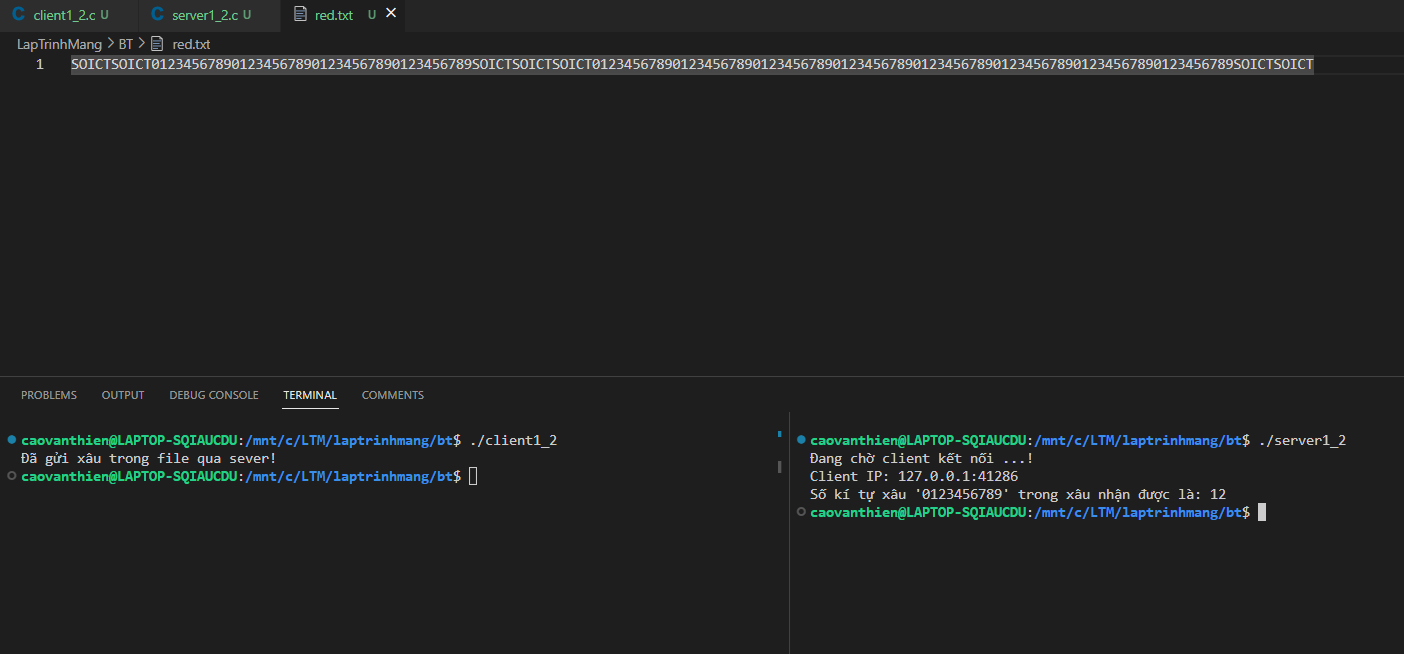 client1_2.c U server1_2.c U red.txt U
LapTrinhMang > BT > red.txt
1 SOICTSOICT0123456789012345678901234567890123456789SOICTSOICTSOICT01234567890123456789012345678901234567890123456789012345678901234567890123456789SOICTSOICT
PROBLEMS OUTPUT DEBUG CONSOLE TERMINAL COMMENTS
caovanthien@LAPTOP-SQIAUCDU:/mnt/c/LTM/laptrinhmang/bt$ ./client1_2
Đã gửi xâu trong file qua sever!
caovanthien@LAPTOP-SQIAUCDU:/mnt/c/LTM/laptrinhmang/bt$
caovanthien@LAPTOP-SQIAUCDU:/mnt/c/LTM/laptrinhmang/bt$ ./server1_2
Đang chờ client kết nối ...!
Client IP: 127.0.0.1:41286
Số kí tự xâu '0123456789' trong xâu nhận được là: 12
caovanthien@LAPTOP-SQIAUCDU:/mnt/c/LTM/laptrinhmang/bt$